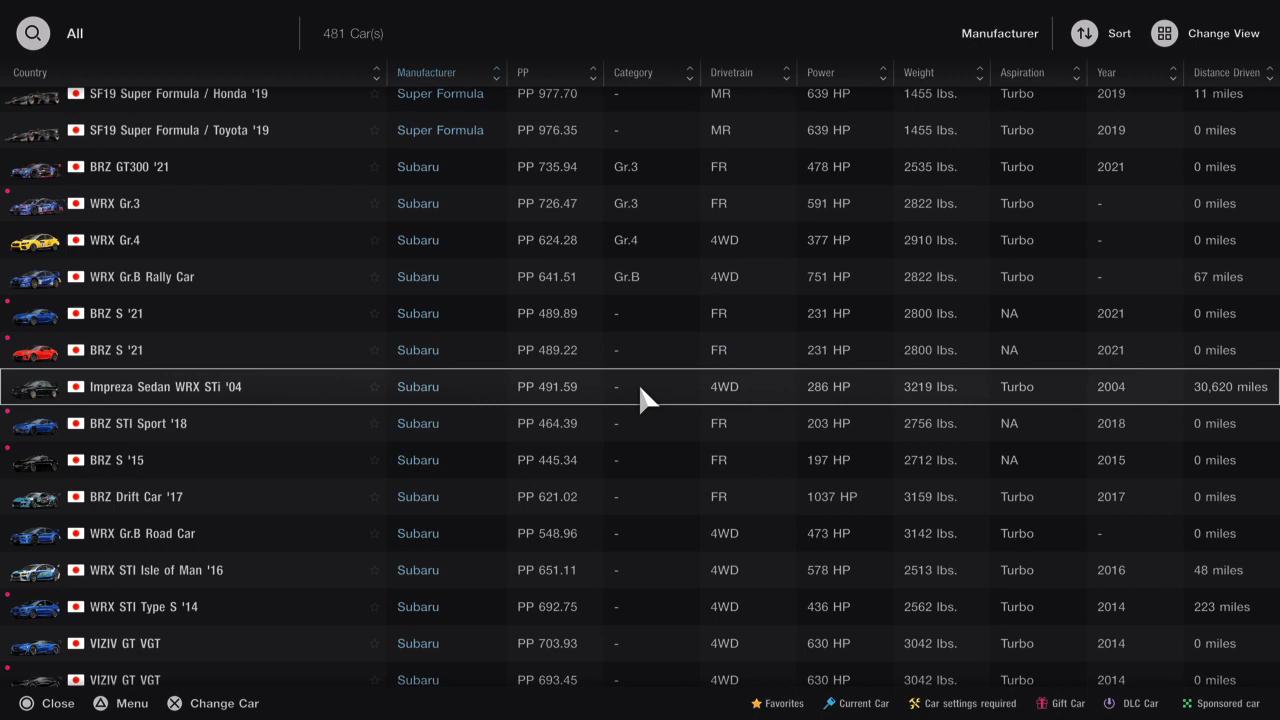 All 481 Car(s) Manufacturer Sort Change View
Country Manufacturer PP Category Drivetrain Power Weight Aspiration Year Distance Driven
SF19 Super Formula / Honda '19 Super Formula PP 977.70 - MR 639 HP 1455 lbs. Turbo 2019 11 miles
SF19 Super Formula / Toyota '19 Super Formula PP 976.35 - MR 639 HP 1455 lbs. Turbo 2019 0 miles
BRZ GT300 '21 Subaru PP 735.94 Gr.3 FR 478 HP 2535 lbs. Turbo 2021 0 miles
WRX Gr.3 Subaru PP 726.47 Gr.3 FR 591 HP 2822 lbs. Turbo - 0 miles
WRX Gr.4 Subaru PP 624.28 Gr.4 4WD 377 HP 2910 lbs. Turbo - 0 miles
WRX Gr.B Rally Car Subaru PP 641.51 Gr.B 4WD 751 HP 2822 lbs. Turbo - 67 miles
BRZ S '21 Subaru PP 489.89 - FR 231 HP 2800 lbs. NA 2021 0 miles
BRZ S '21 Subaru PP 489.22 - FR 231 HP 2800 lbs. NA 2021 0 miles
Impreza Sedan WRX STi '04 Subaru PP 491.59 - 4WD 286 HP 3219 lbs. Turbo 2004 30,620 miles
BRZ STI Sport '18 Subaru PP 464.39 - FR 203 HP 2756 lbs. NA 2018 0 miles
BRZ S '15 Subaru PP 445.34 - FR 197 HP 2712 lbs. NA 2015 0 miles
BRZ Drift Car '17 Subaru PP 621.02 - FR 1037 HP 3159 lbs. Turbo 2017 0 miles
WRX Gr.B Road Car Subaru PP 548.96 - 4WD 473 HP 3142 lbs. Turbo - 0 miles
WRX STI Isle of Man '16 Subaru PP 651.11 - 4WD 578 HP 2513 lbs. Turbo 2016 48 miles
WRX STI Type S '14 Subaru PP 692.75 - 4WD 436 HP 2562 lbs. Turbo 2014 223 miles
VIZIV GT VGT Subaru PP 703.93 - 4WD 630 HP 3042 lbs. Turbo 2014 0 miles
VIZIV GT VGT Subaru PP 693.45 - 4WD 630 HP 3042 lbs. Turbo 2014 0 miles
Close Menu Change Car Favorites Current Car Car settings required Gift Car DLC Car Sponsored car